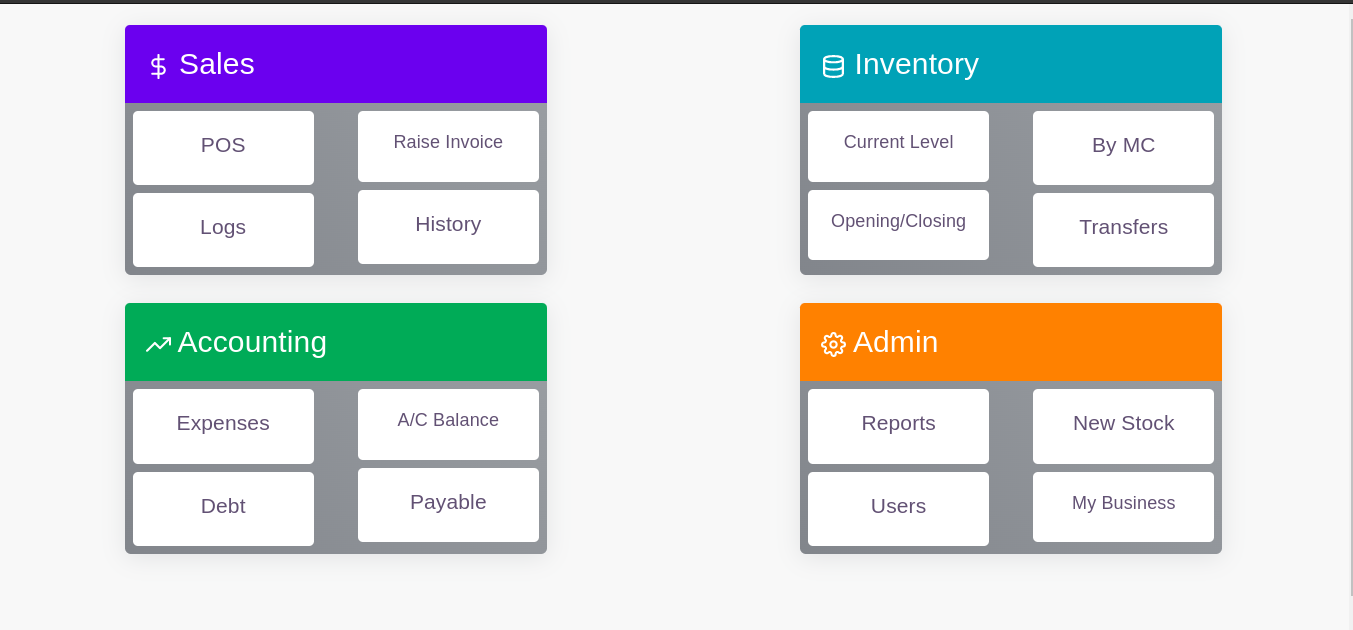 Sales
POS
Raise Invoice
Logs
History
Inventory
Current Level
By MC
Opening/Closing
Transfers
Accounting
Expenses
A/C Balance
Debt
Payable
Admin
Reports
New Stock
Users
My Business